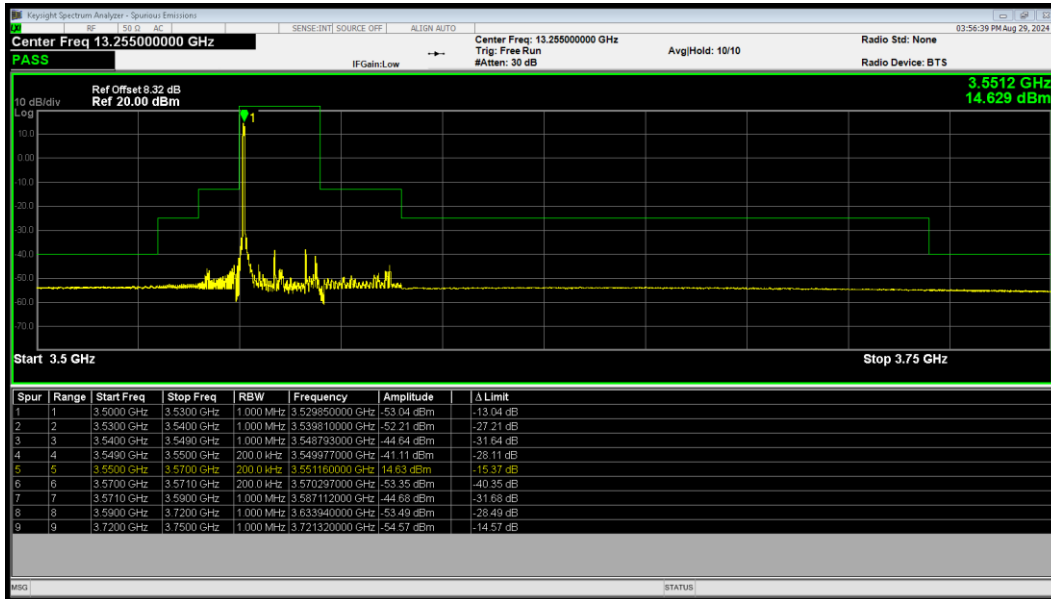 Keysight Spectrum Analyzer - Spurious Emissions
RF 50 Ω AC SENSE:INT SOURCE OFF ALIGN AUTO 03:56:39 PM Aug 29, 2024
Center Freq 13.255000000 GHz Center Freq: 13.255000000 GHz Radio Std: None
Trig: Free Run Avg|Hold: 10/10
PASS IFGain:Low #Atten: 30 dB Radio Device: BTS
Ref Offset 8.32 dB 3.5512 GHz
10 dB/div Ref 20.00 dBm 14.629 dBm
Log
1
10.0
0.00
-10.0
-20.0
-30.0
-40.0
-50.0
-60.0
-70.0
Start 3.5 GHz Stop 3.75 GHz
Spur Range Start Freq Stop Freq RBW Frequency Amplitude Δ Limit
1 1 3.5000 GHz 3.5300 GHz 1.000 MHz 3.529850000 GHz -53.04 dBm -13.04 dB
2 2 3.5300 GHz 3.5400 GHz 1.000 MHz 3.539810000 GHz -52.21 dBm -27.21 dB
3 3 3.5400 GHz 3.5490 GHz 1.000 MHz 3.548793000 GHz -44.64 dBm -31.64 dB
4 4 3.5490 GHz 3.5500 GHz 200.0 kHz 3.549977000 GHz -41.11 dBm -28.11 dB
5 5 3.5500 GHz 3.5700 GHz 200.0 kHz 3.551160000 GHz 14.63 dBm -15.37 dB
6 6 3.5700 GHz 3.5710 GHz 200.0 kHz 3.570297000 GHz -53.35 dBm -40.35 dB
7 7 3.5710 GHz 3.5900 GHz 1.000 MHz 3.587112000 GHz -44.68 dBm -31.68 dB
8 8 3.5900 GHz 3.7200 GHz 1.000 MHz 3.633940000 GHz -53.49 dBm -28.49 dB
9 9 3.7200 GHz 3.7500 GHz 1.000 MHz 3.721320000 GHz -54.57 dBm -14.57 dB
MSG STATUS